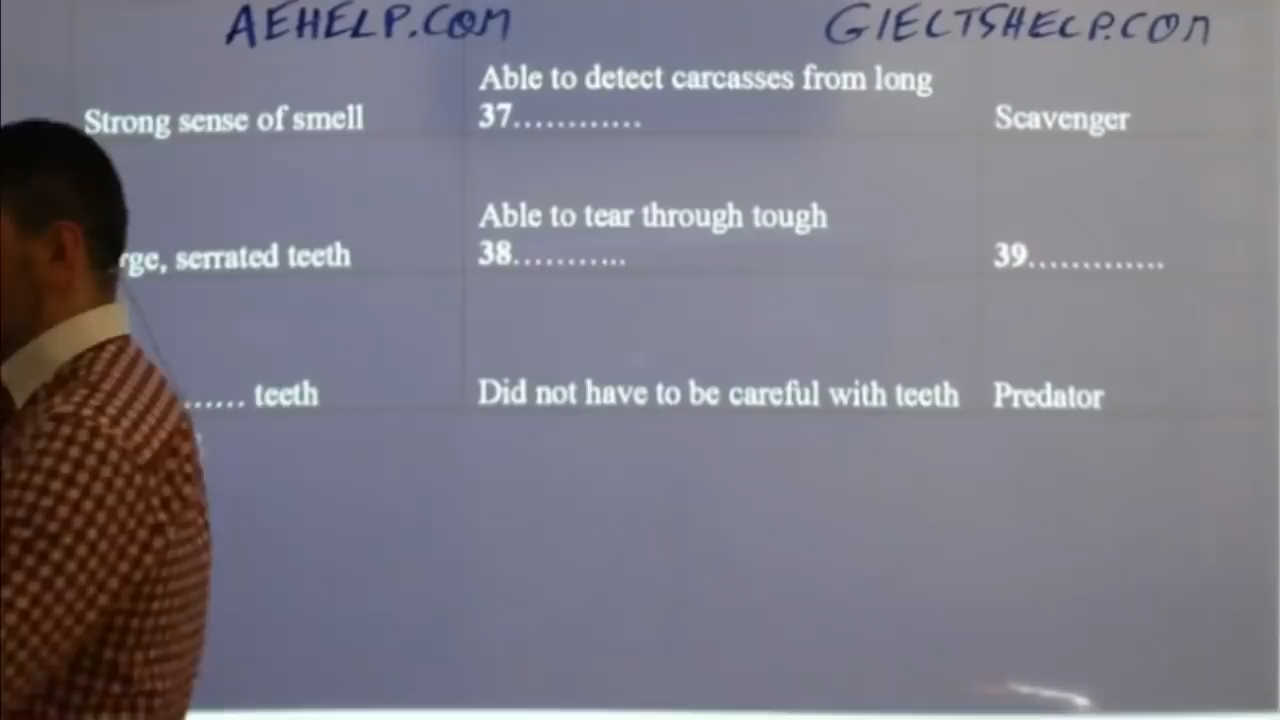 AEHELP.COM
GIELTSHELP.COM
Able to detect carcasses from long
Strong sense of smell
37............
Scavenger
Able to tear through tough
rge, serrated teeth
38...........
39.............
...... teeth
Did not have to be careful with teeth
Predator